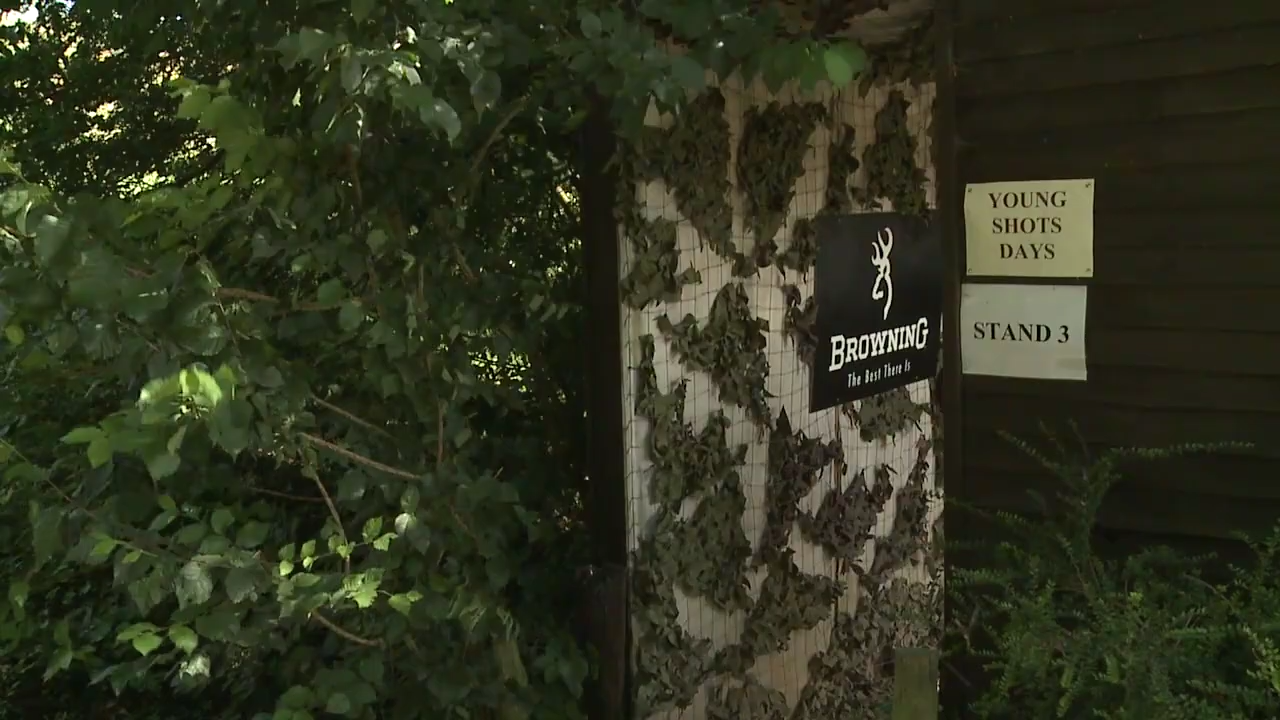 BROWNING
The Best There Is
YOUNG
SHOTS
DAYS
STAND 3